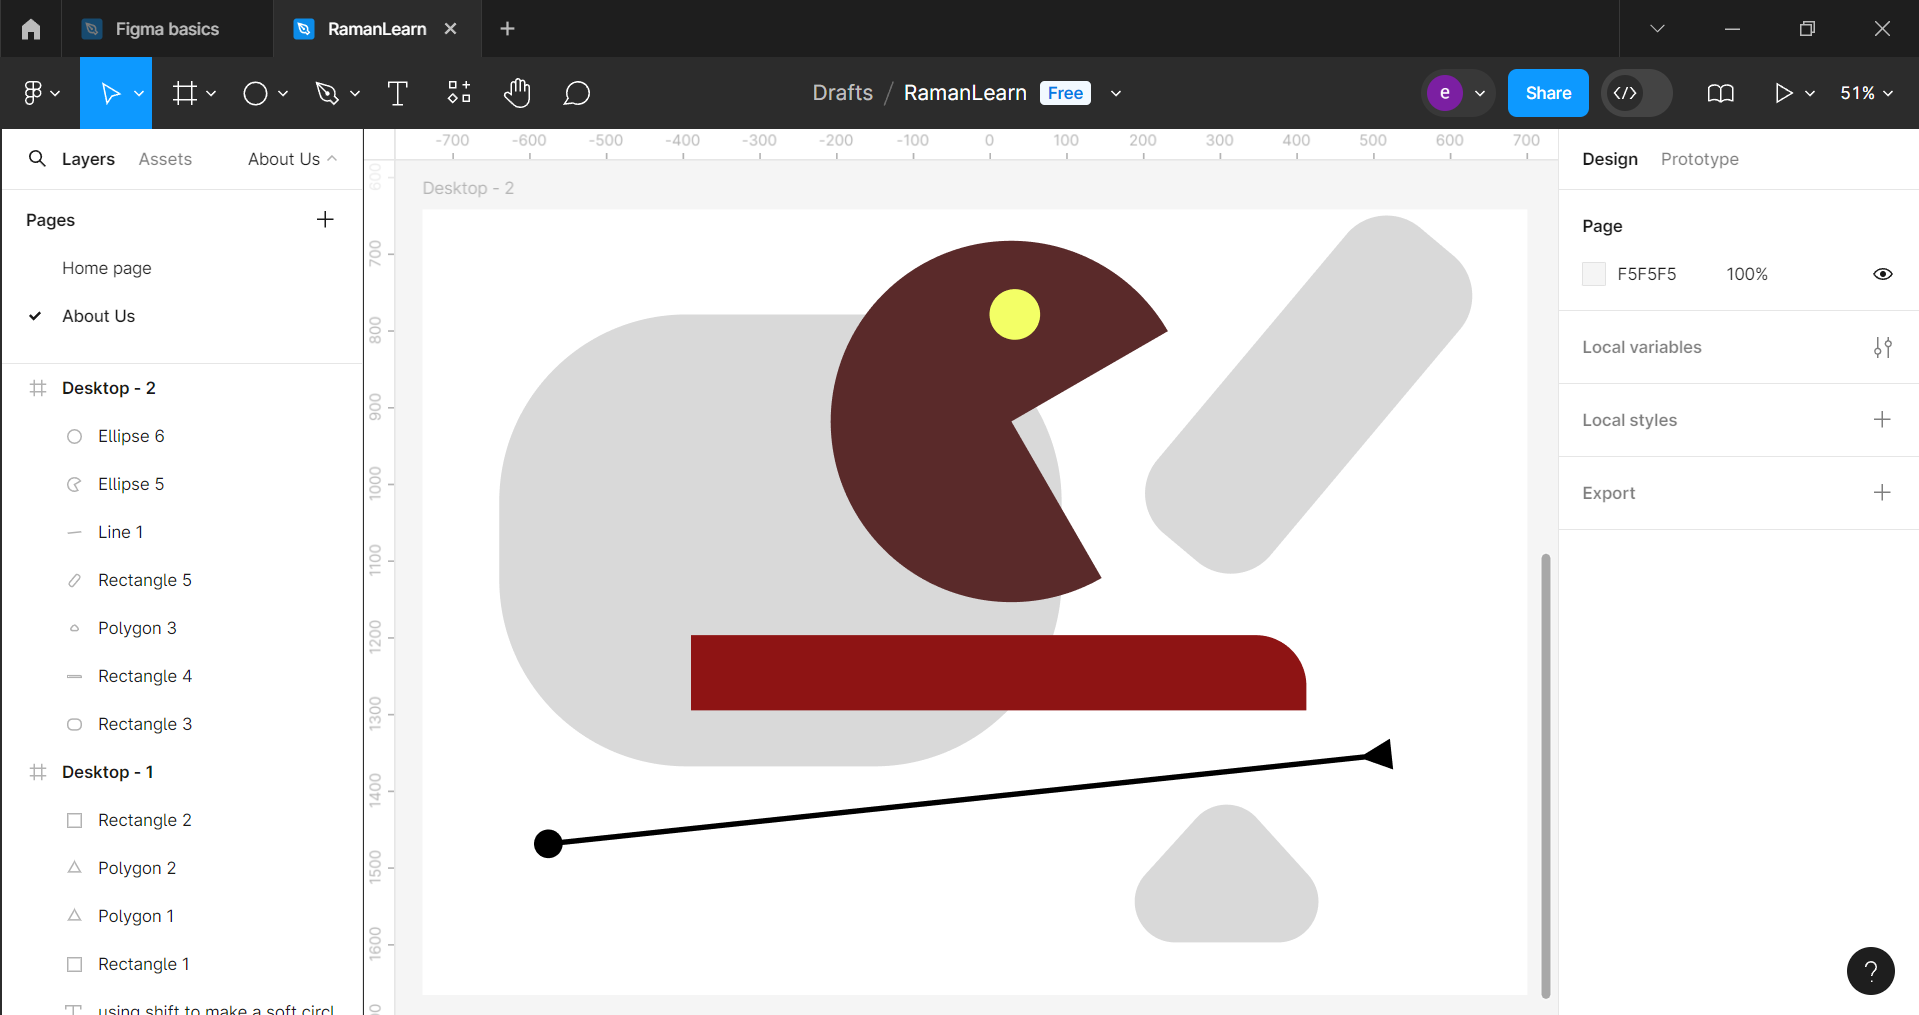 Figma basics
RamanLearn
Drafts / RamanLearn Free
e
Share
51%
Layers Assets About Us
Pages
Home page
About Us
Desktop - 2
Ellipse 6
Ellipse 5
Line 1
Rectangle 5
Polygon 3
Rectangle 4
Rectangle 3
Desktop - 1
Rectangle 2
Polygon 2
Polygon 1
Rectangle 1
using shift to make a soft circl
-700 -600 -500 -400 -300 -200 -100 0 100 200 300 400 500 600 700
600
700
800
900
1000
1100
1200
1300
1400
1500
1600
Desktop - 2
Design Prototype
Page
F5F5F5 100%
Local variables
Local styles
Export
?